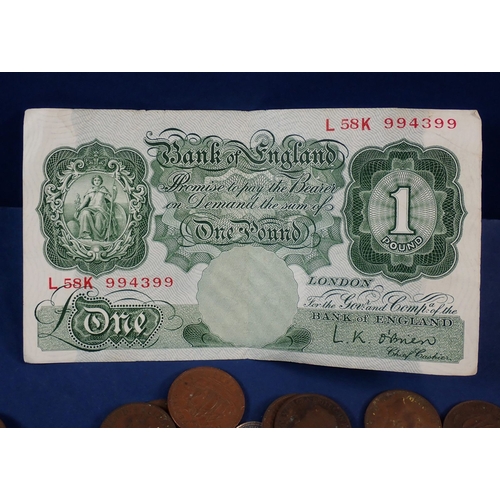 L 58K 994399
Bank of England
Promise to pay the Bearer
on Demand the sum of
One Pound
1
POUND
L 58K 994399
LONDON
For the Govr. and Compa. of the
BANK OF ENGLAND
£One
L. K. O'Brien
Chief Cashier.